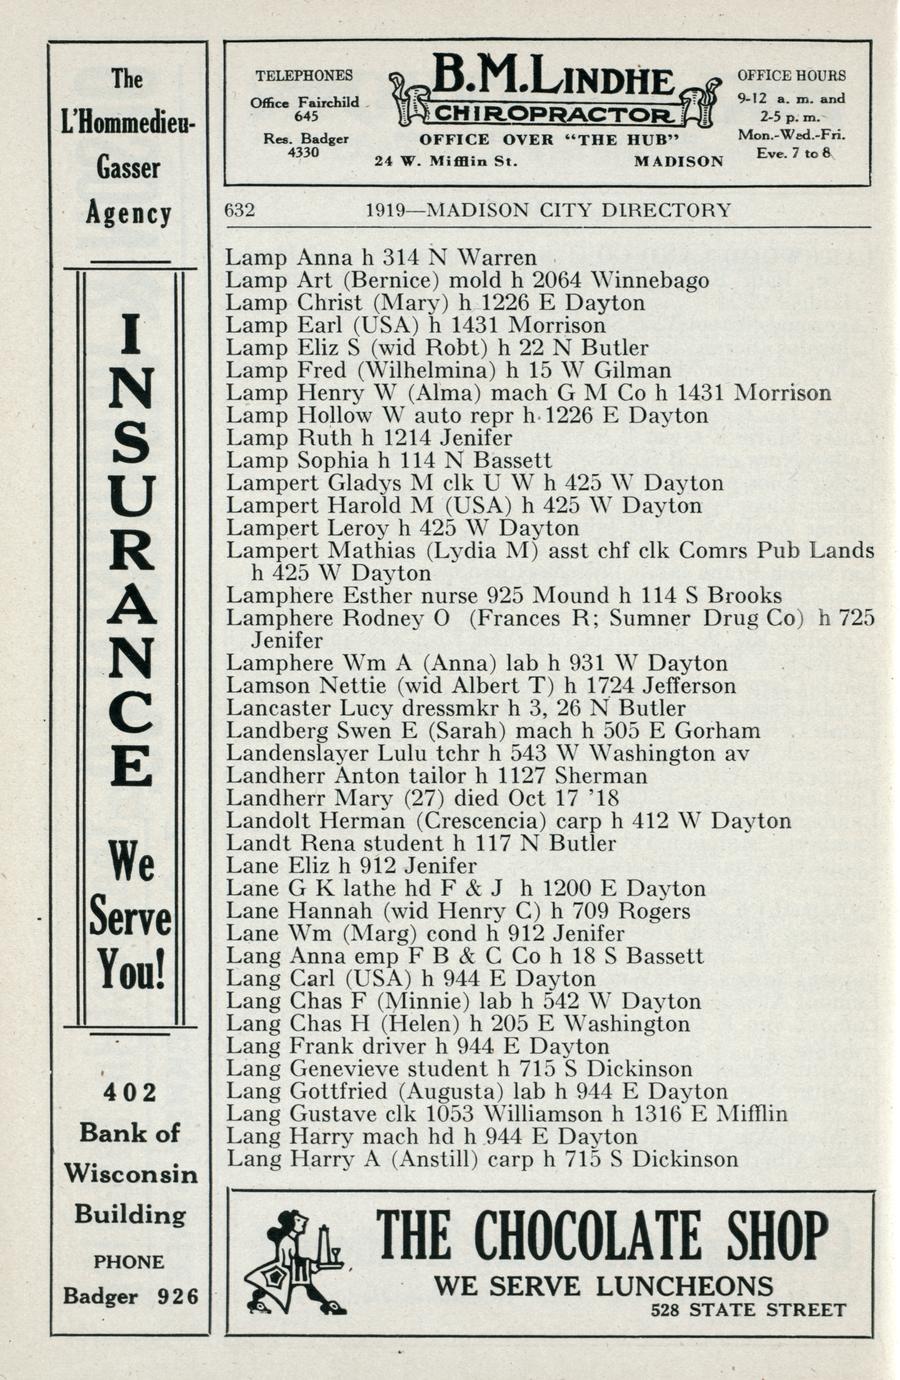 The
L'Hommedieu-
Gasser
Agency
INSURANCE
We
Serve
You!
402
Bank of
Wisconsin
Building
PHONE
Badger 926
TELEPHONES
Office Fairchild
645
Res. Badger
4330
B.M.LINDHE
CHIROPRACTOR
OFFICE OVER "THE HUB"
24 W. Mifflin St. MADISON
OFFICE HOURS
9-12 a. m. and
2-5 p. m.
Mon.-Wed.-Fri.
Eve. 7 to 8
632 1919—MADISON CITY DIRECTORY
Lamp Anna h 314 N Warren
Lamp Art (Bernice) mold h 2064 Winnebago
Lamp Christ (Mary) h 1226 E Dayton
Lamp Earl (USA) h 1431 Morrison
Lamp Eliz S (wid Robt) h 22 N Butler
Lamp Fred (Wilhelmina) h 15 W Gilman
Lamp Henry W (Alma) mach G M Co h 1431 Morrison
Lamp Hollow W auto repr h 1226 E Dayton
Lamp Ruth h 1214 Jenifer
Lamp Sophia h 114 N Bassett
Lampert Gladys M clk U W h 425 W Dayton
Lampert Harold M (USA) h 425 W Dayton
Lampert Leroy h 425 W Dayton
Lampert Mathias (Lydia M) asst chf clk Comrs Pub Lands
h 425 W Dayton
Lamphere Esther nurse 925 Mound h 114 S Brooks
Lamphere Rodney O (Frances R; Sumner Drug Co) h 725
Jenifer
Lamphere Wm A (Anna) lab h 931 W Dayton
Lamson Nettie (wid Albert T) h 1724 Jefferson
Lancaster Lucy dressmkr h 3, 26 N Butler
Landberg Swen E (Sarah) mach h 505 E Gorham
Landenslayer Lulu tchr h 543 W Washington av
Landherr Anton tailor h 1127 Sherman
Landherr Mary (27) died Oct 17 '18
Landolt Herman (Crescencia) carp h 412 W Dayton
Landt Rena student h 117 N Butler
Lane Eliz h 912 Jenifer
Lane G K lathe hd F & J h 1200 E Dayton
Lane Hannah (wid Henry C) h 709 Rogers
Lane Wm (Marg) cond h 912 Jenifer
Lang Anna emp F B & C Co h 18 S Bassett
Lang Carl (USA) h 944 E Dayton
Lang Chas F (Minnie) lab h 542 W Dayton
Lang Chas H (Helen) h 205 E Washington
Lang Frank driver h 944 E Dayton
Lang Genevieve student h 715 S Dickinson
Lang Gottfried (Augusta) lab h 944 E Dayton
Lang Gustave clk 1053 Williamson h 1316 E Mifflin
Lang Harry mach hd h 944 E Dayton
Lang Harry A (Anstill) carp h 715 S Dickinson
THE CHOCOLATE SHOP
WE SERVE LUNCHEONS
528 STATE STREET